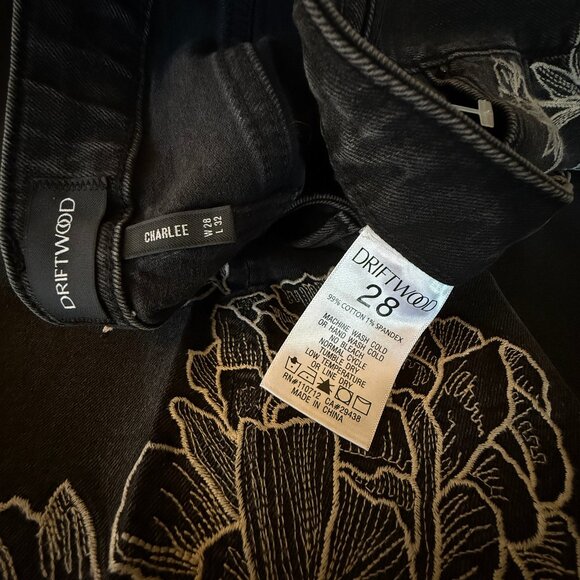 DRIFTWOOD
CHARLEE
W 28
L 32
DRIFTWOOD
28
99% COTTON 1% SPANDEX
MACHINE WASH COLD
OR HAND WASH COLD
NO BLEACH
NORMAL CYCLE
TUMBLE DRY
LOW TEMPERATURE
OR LINE DRY
RN#110712 CA#29438
MADE IN CHINA